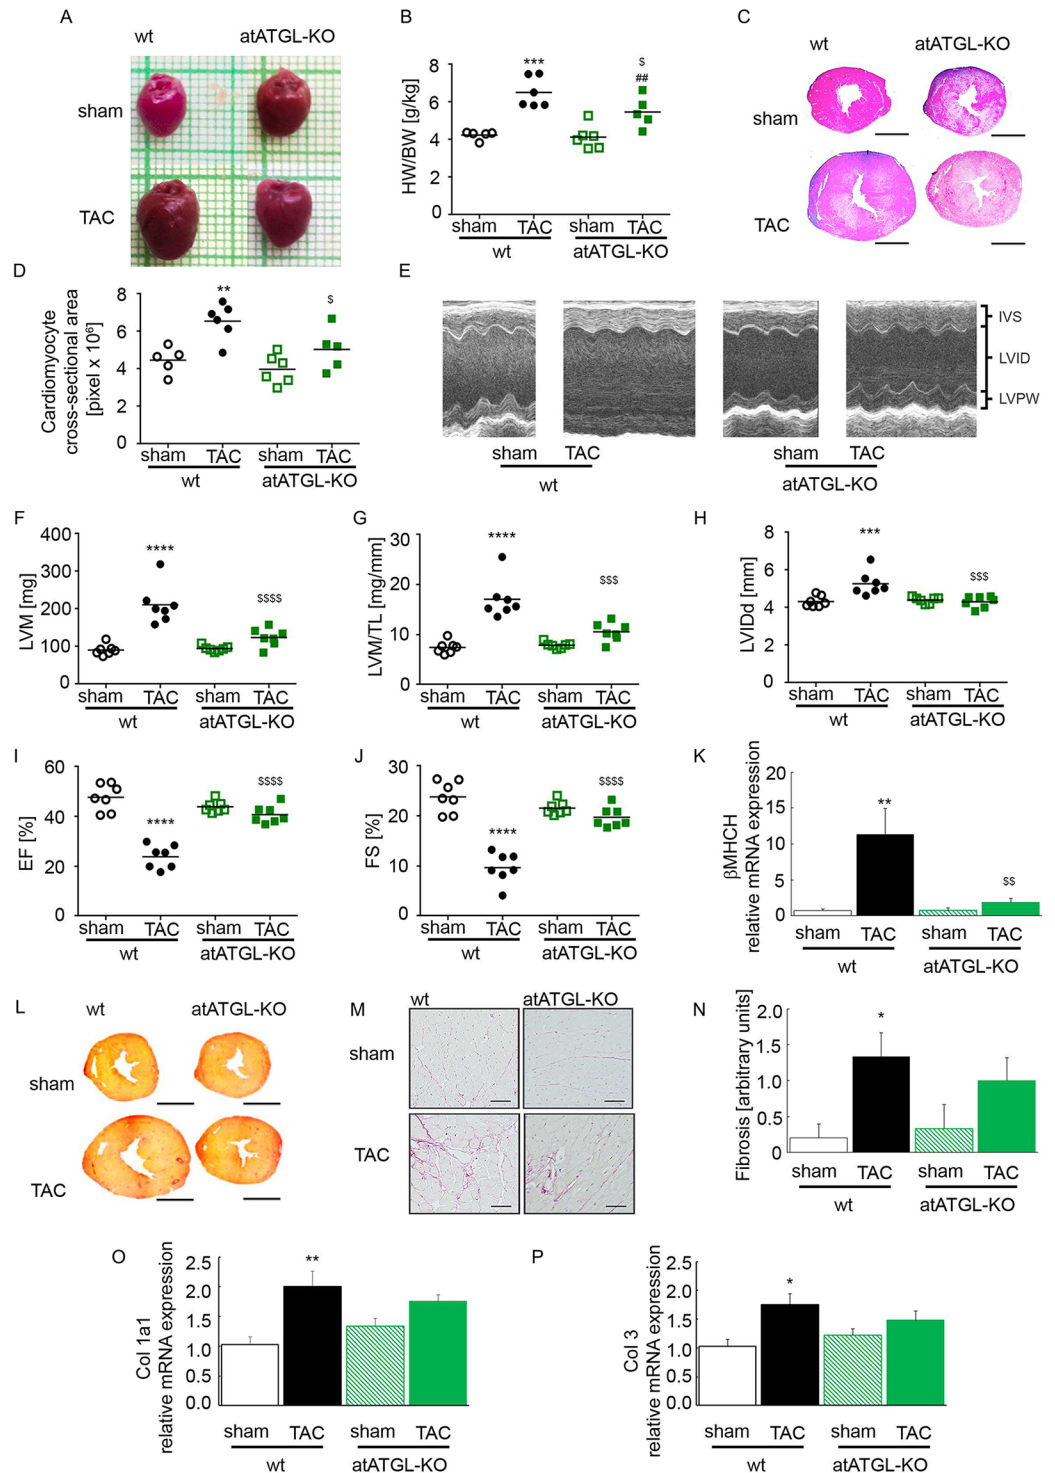 A
wt atATGL-KO
sham
TAC
B
HW/BW [g/kg]
8
6
4
2
0
***
$
##
sham TAC sham TAC
wt atATGL-KO
C
wt atATGL-KO
sham
TAC
D
Cardiomyocyte
cross-sectional area
[pixel x 10⁶]
8
6
4
2
0
**
$
sham TAC sham TAC
wt atATGL-KO
E
IVS
LVID
LVPW
sham TAC sham TAC
wt atATGL-KO
F
LVM [mg]
400
300
200
100
0
****
$$$$
sham TAC sham TAC
wt atATGL-KO
G
LVM/TL [mg/mm]
30
20
10
0
****
$$$
sham TAC sham TAC
wt atATGL-KO
H
LVIDd [mm]
8
6
4
2
0
***
$$$
sham TAC sham TAC
wt atATGL-KO
I
EF [%]
60
40
20
0
****
$$$$
sham TAC sham TAC
wt atATGL-KO
J
FS [%]
30
20
10
0
****
$$$$
sham TAC sham TAC
wt atATGL-KO
K
βMHCH
relative mRNA expression
20
15
10
5
0
**
$$
sham TAC sham TAC
wt atATGL-KO
L
wt atATGL-KO
sham
TAC
M
wt atATGL-KO
sham
TAC
N
Fibrosis [arbitrary units]
2.0
1.5
1.0
0.5
0
*
sham TAC sham TAC
wt atATGL-KO
O
Col 1a1
relative mRNA expression
2.5
2.0
1.5
1.0
0.5
0.0
**
sham TAC sham TAC
wt atATGL-KO
P
Col 3
relative mRNA expression
2.5
2.0
1.5
1.0
0.5
0.0
*
sham TAC sham TAC
wt atATGL-KO